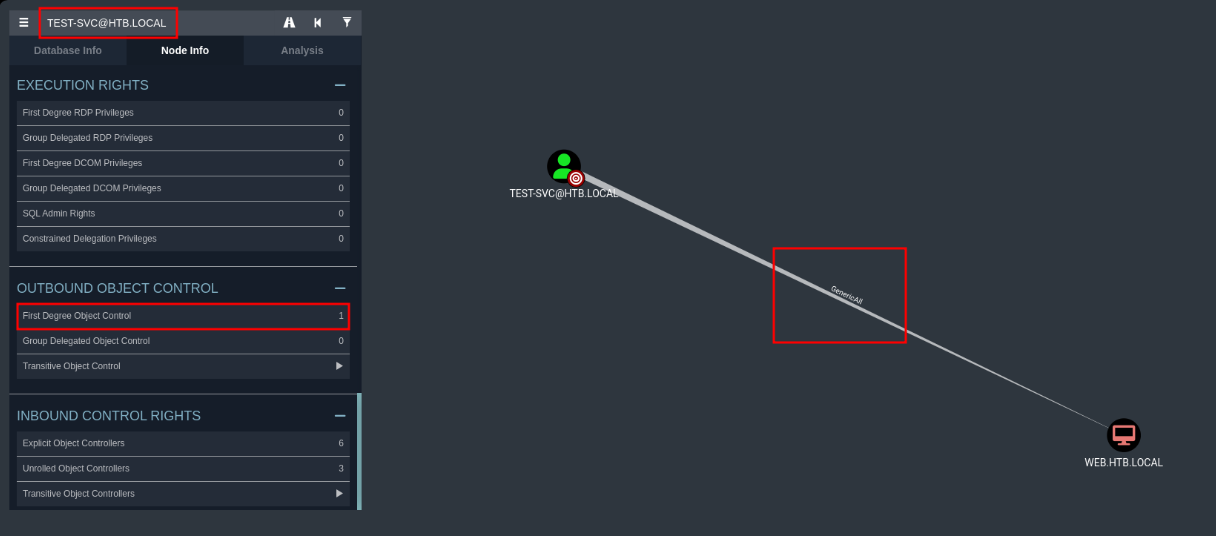 TEST-SVC@HTB.LOCAL
Database Info Node Info Analysis
EXECUTION RIGHTS
First Degree RDP Privileges 0
Group Delegated RDP Privileges 0
First Degree DCOM Privileges 0
Group Delegated DCOM Privileges 0
SQL Admin Rights 0
Constrained Delegation Privileges 0
OUTBOUND OBJECT CONTROL
First Degree Object Control 1
Group Delegated Object Control 0
Transitive Object Control
INBOUND CONTROL RIGHTS
Explicit Object Controllers 6
Unrolled Object Controllers 3
Transitive Object Controllers
TEST-SVC@HTB.LOCAL
GenericAll
WEB.HTB.LOCAL